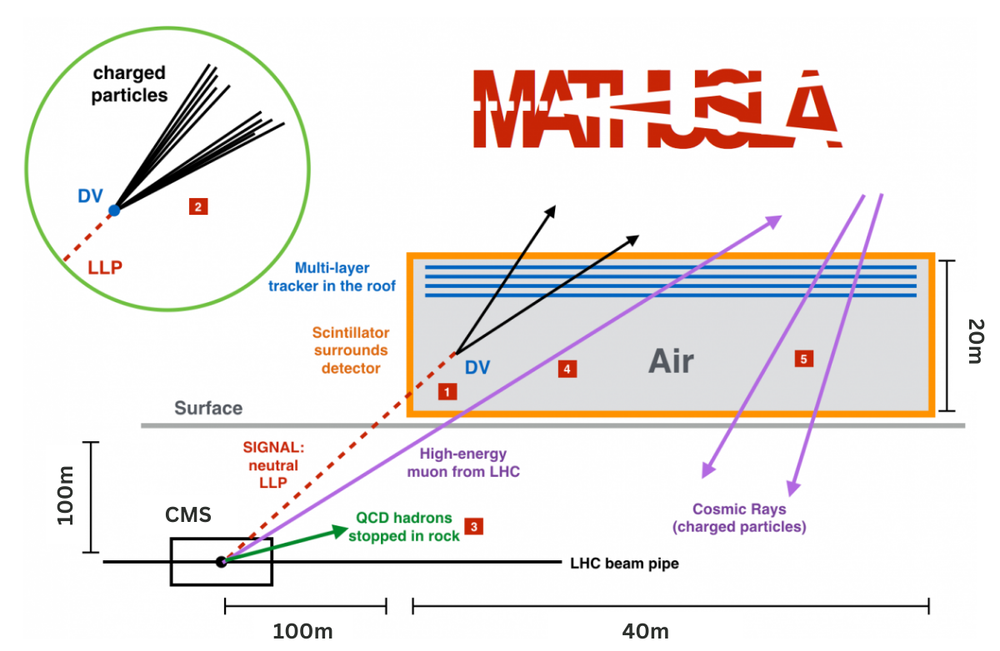 charged
particles
MATHUSLA
DV
2
LLP
Multi-layer
tracker in the roof
Scintillator
surrounds
detector
DV
1
4
Air
5
20m
Surface
SIGNAL:
neutral
LLP
High-energy
muon from LHC
100m
CMS
QCD hadrons
stopped in rock
3
Cosmic Rays
(charged particles)
LHC beam pipe
100m
40m